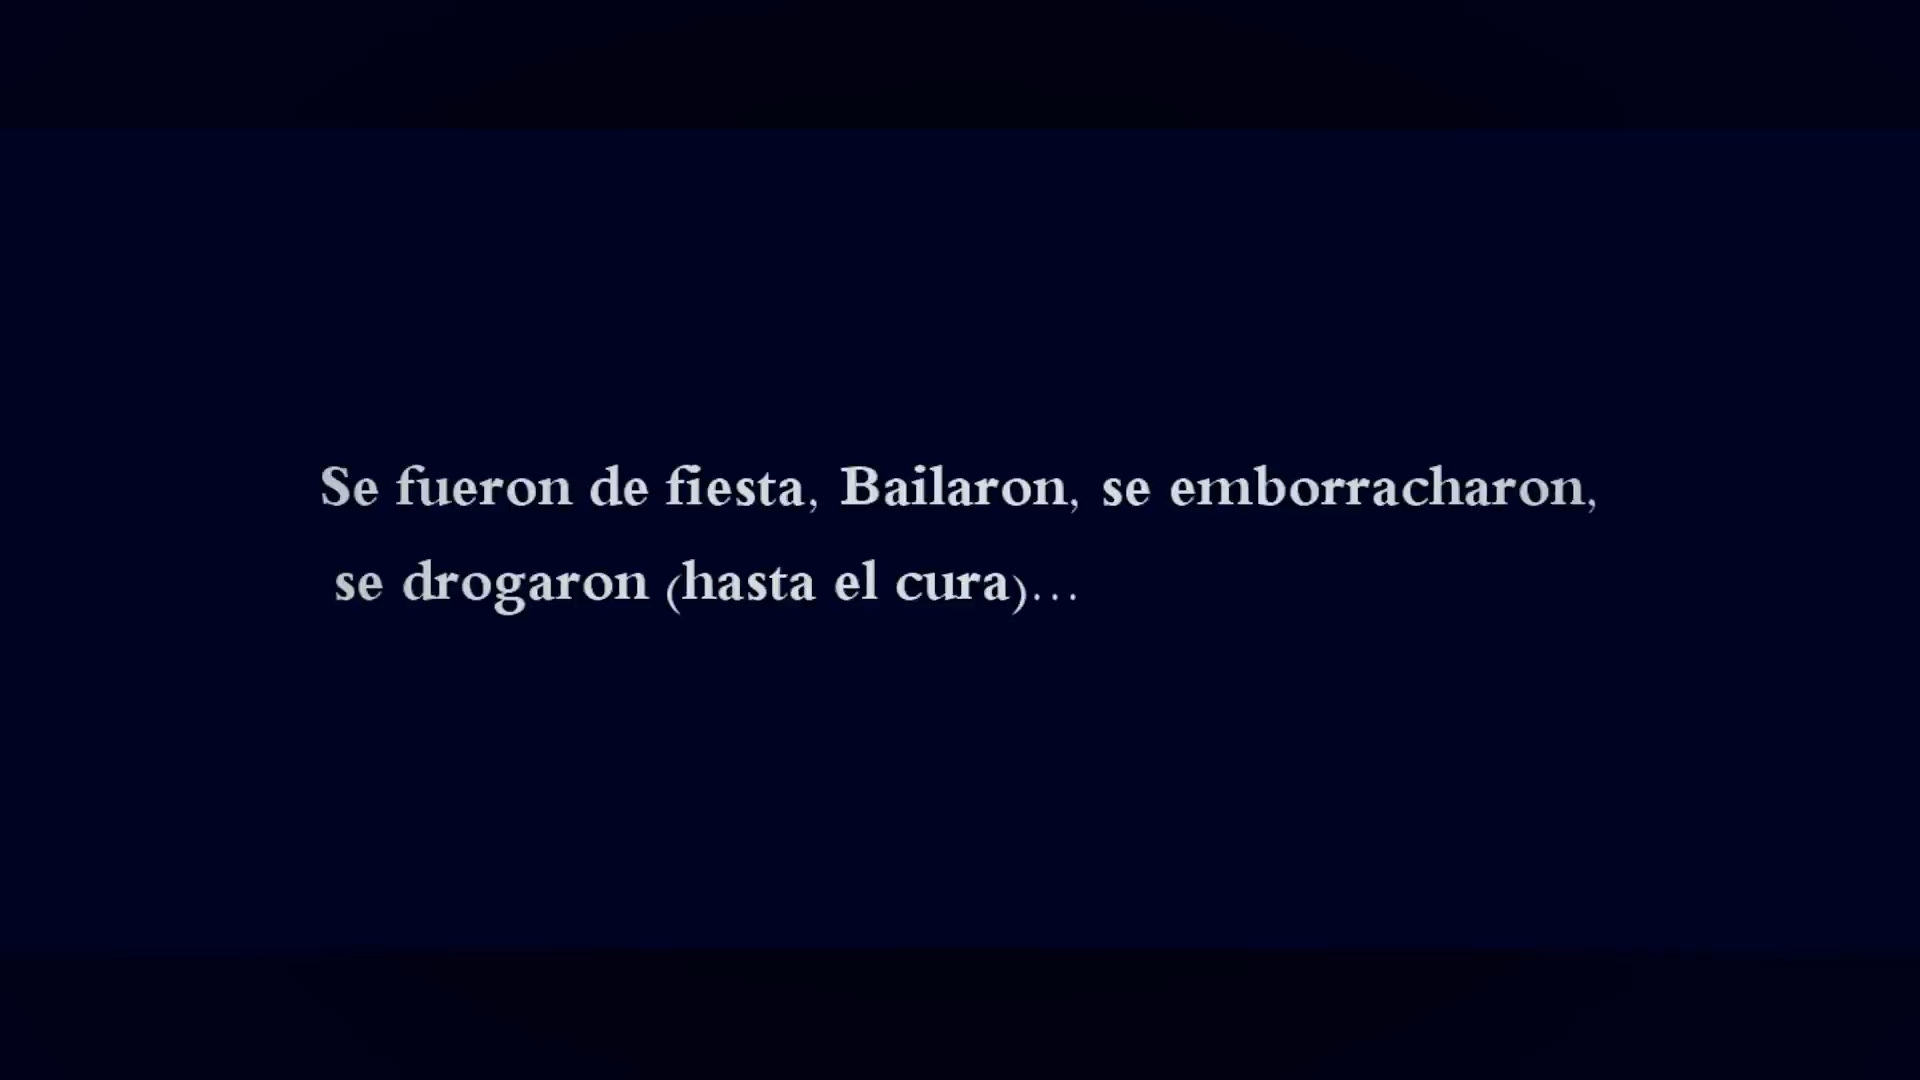 Se fueron de fiesta, Bailaron, se emborracharon,
se drogaron (hasta el cura)...